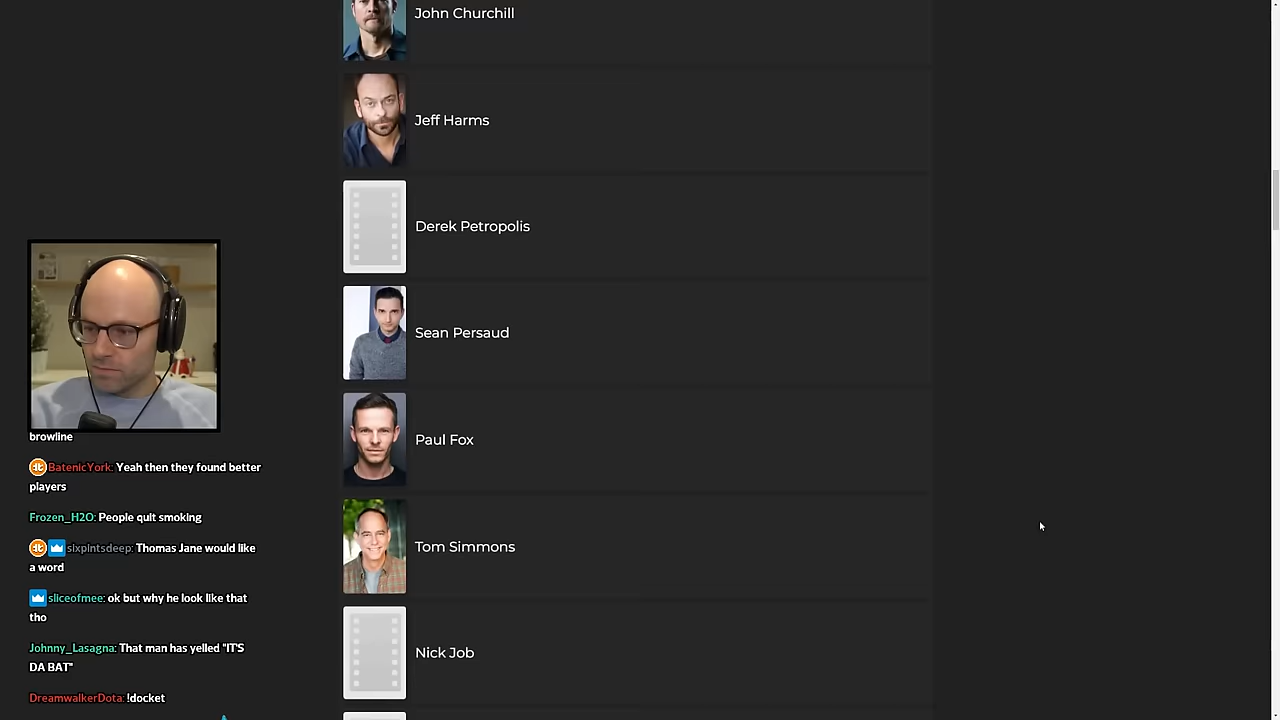 John Churchill
Jeff Harms
Derek Petropolis
Sean Persaud
Paul Fox
Tom Simmons
Nick Job
browline
BatenicYork: Yeah then they found better
players
Frozen_H2O: People quit smoking
sixpintsdeep: Thomas Jane would like
a word
sliceofmee: ok but why he look like that
tho
Johnny_Lasagna: That man has yelled "IT'S
DA BAT"
DreamwalkerDota: !docket